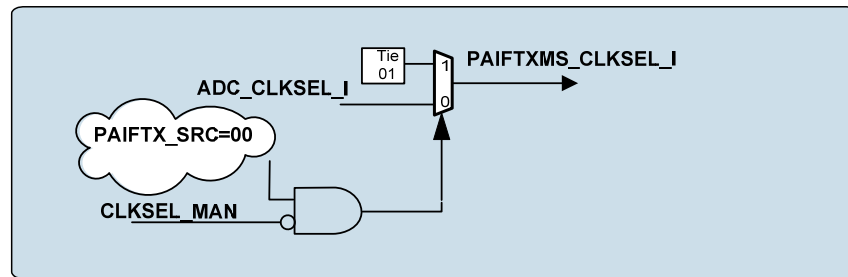 Tie
01
1
PAIFTXMS_CLKSEL_I
ADC_CLKSEL_I
0
PAIFTX_SRC=00
CLKSEL_MAN